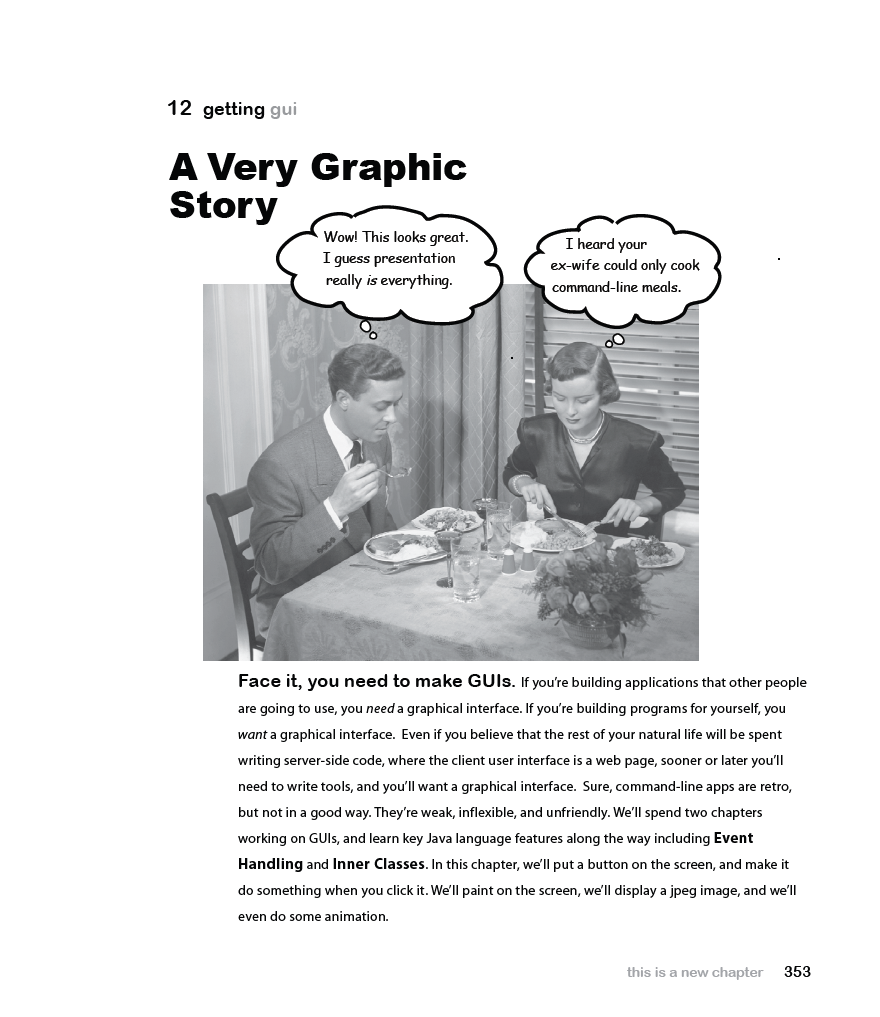 12 getting gui
A Very Graphic
Story
Wow! This looks great.
I guess presentation
really is everything.
I heard your
ex-wife could only cook
command-line meals.
Face it, you need to make GUIs. If you’re building applications that other people
are going to use, you need a graphical interface. If you’re building programs for yourself, you
want a graphical interface. Even if you believe that the rest of your natural life will be spent
writing server-side code, where the client user interface is a web page, sooner or later you’ll
need to write tools, and you’ll want a graphical interface. Sure, command-line apps are retro,
but not in a good way. They’re weak, inflexible, and unfriendly. We’ll spend two chapters
working on GUIs, and learn key Java language features along the way including Event
Handling and Inner Classes. In this chapter, we’ll put a button on the screen, and make it
do something when you click it. We’ll paint on the screen, we’ll display a jpeg image, and we’ll
even do some animation.
this is a new chapter 353